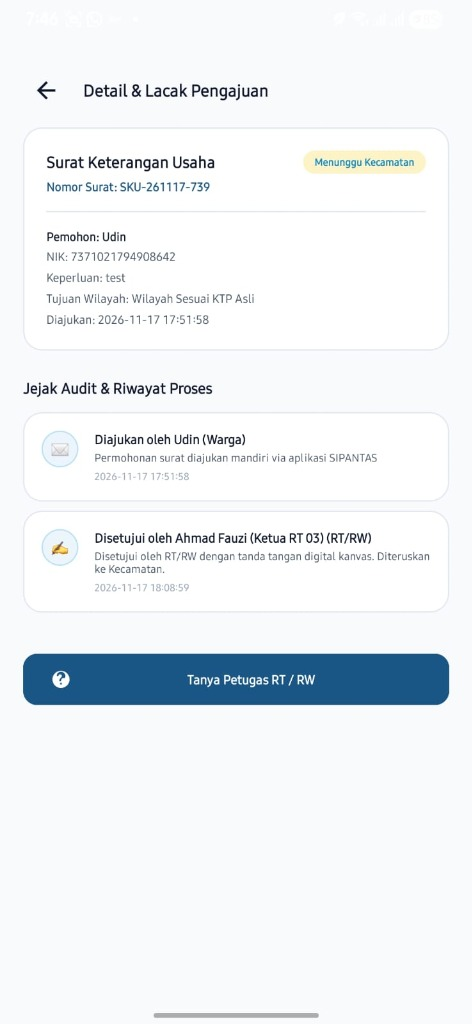 7:46
Detail & Lacak Pengajuan
Surat Keterangan Usaha
Menunggu Kecamatan
Nomor Surat: SKU-261117-739
Pemohon: Udin
NIK: 7371021794908642
Keperluan: test
Tujuan Wilayah: Wilayah Sesuai KTP Asli
Diajukan: 2026-11-17 17:51:58
Jejak Audit & Riwayat Proses
Diajukan oleh Udin (Warga)
Permohonan surat diajukan mandiri via aplikasi SIPANTAS
2026-11-17 17:51:58
Disetujui oleh Ahmad Fauzi (Ketua RT 03) (RT/RW)
Disetujui oleh RT/RW dengan tanda tangan digital kanvas. Diteruskan
ke Kecamatan.
2026-11-17 18:08:59
Tanya Petugas RT / RW